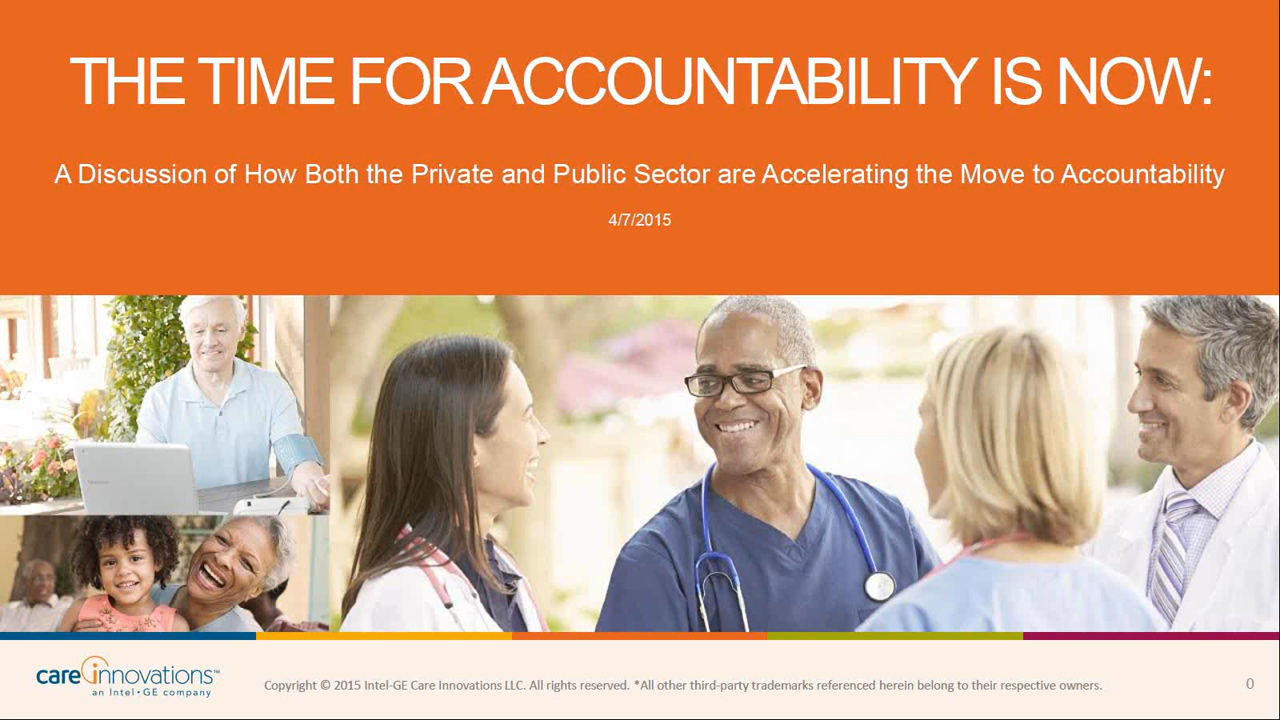 THE TIME FOR ACCOUNTABILITY IS NOW:
A Discussion of How Both the Private and Public Sector are Accelerating the Move to Accountability
4/7/2015
care innovations™
an Intel • GE company
Copyright © 2015 Intel-GE Care Innovations LLC. All rights reserved. *All other third-party trademarks referenced herein belong to their respective owners.
0